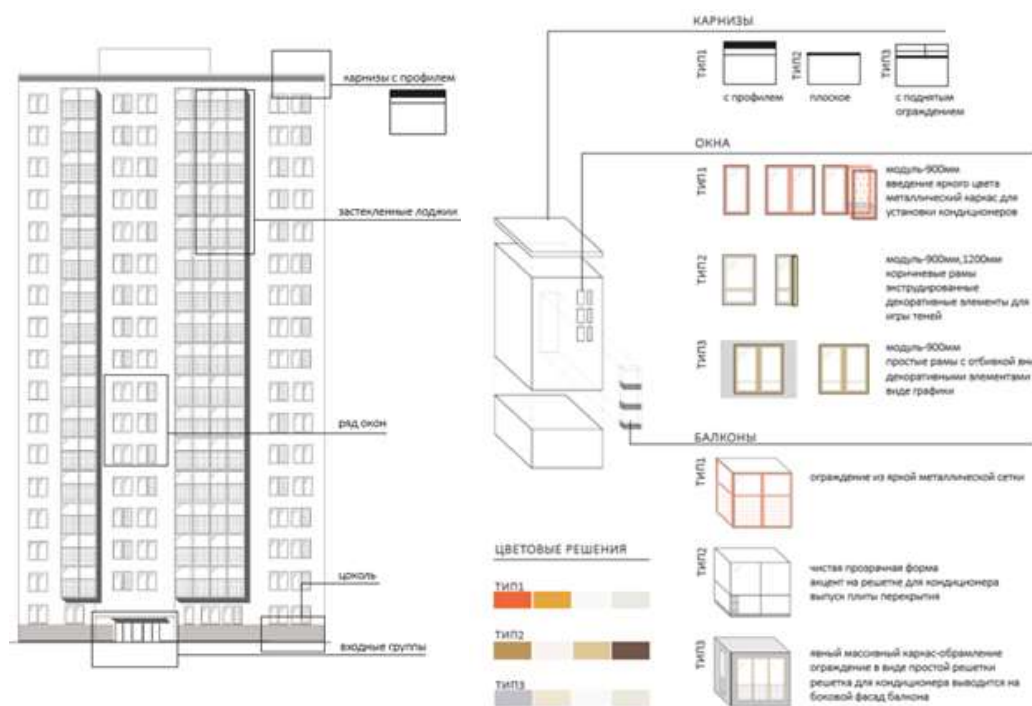 карнизы с профилем
застекленные лоджии
ряд окон
цоколь
входные группы
КАРНИЗЫ
ТИП1
с профилем
ТИП2
плоское
ТИП3
с поднятым
ограждением
ОКНА
ТИП1
модуль-900мм
введение яркого цвета
металлический каркас для
установки кондиционеров
ТИП2
модуль-900мм,1200мм
коричневые рамы
экструдированные
декоративные элементы для
игры теней
ТИП3
модуль-900мм
простые рамы с отбивкой вн
декоративными элементами
виде графики
БАЛКОНЫ
ТИП1
ограждение из яркой металлической сетки
ТИП2
чистая прозрачная форма
акцент на решетке для кондиционера
выпуск плиты перекрытия
ТИП3
явный массивный каркас-обрамление
ограждение в виде простой решетки
решетка для кондиционера выводится на
боковой фасад балкона
ЦВЕТОВЫЕ РЕШЕНИЯ
ТИП1
ТИП2
ТИП3